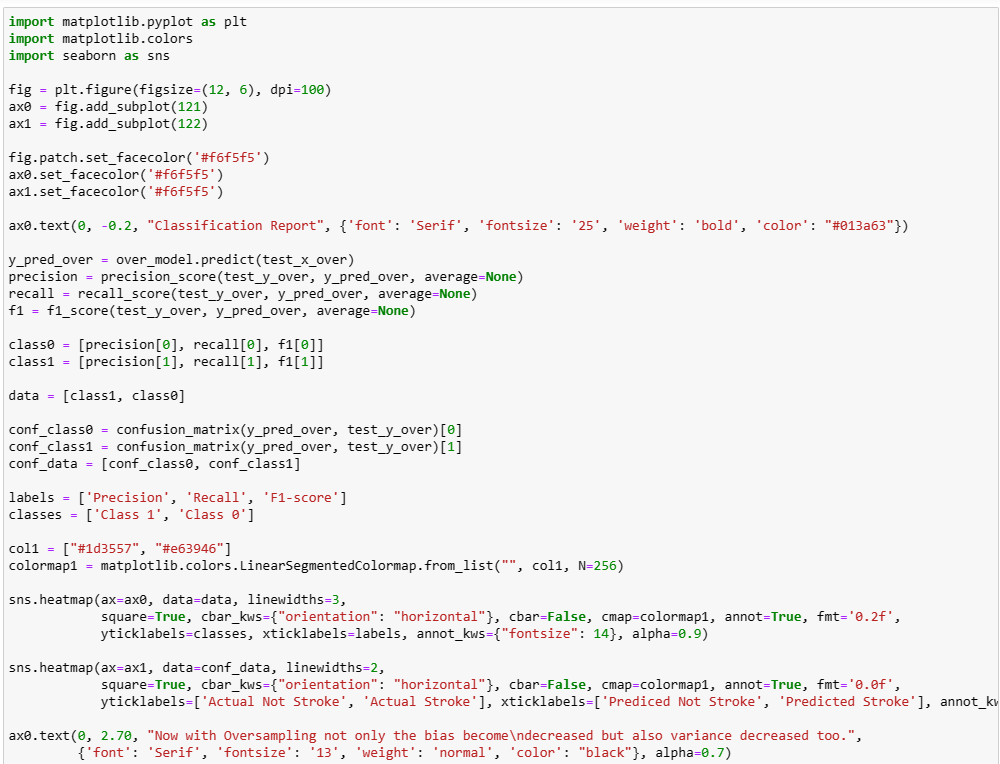 import matplotlib.pyplot as plt
import matplotlib.colors
import seaborn as sns
fig = plt.figure(figsize=(12, 6), dpi=100)
ax0 = fig.add_subplot(121)
ax1 = fig.add_subplot(122)
fig.patch.set_facecolor('#f6f5f5')
ax0.set_facecolor('#f6f5f5')
ax1.set_facecolor('#f6f5f5')
ax0.text(0, -0.2, "Classification Report", {'font': 'Serif', 'fontsize': '25', 'weight': 'bold', 'color': "#013a63"})
y_pred_over = over_model.predict(test_x_over)
precision = precision_score(test_y_over, y_pred_over, average=None)
recall = recall_score(test_y_over, y_pred_over, average=None)
f1 = f1_score(test_y_over, y_pred_over, average=None)
class0 = [precision[0], recall[0], f1[0]]
class1 = [precision[1], recall[1], f1[1]]
data = [class1, class0]
conf_class0 = confusion_matrix(y_pred_over, test_y_over)[0]
conf_class1 = confusion_matrix(y_pred_over, test_y_over)[1]
conf_data = [conf_class0, conf_class1]
labels = ['Precision', 'Recall', 'F1-score']
classes = ['Class 1', 'Class 0']
col1 = ["#1d3557", "#e63946"]
colormap1 = matplotlib.colors.LinearSegmentedColormap.from_list("", col1, N=256)
sns.heatmap(ax=ax0, data=data, linewidths=3,
square=True, cbar_kws={"orientation": "horizontal"}, cbar=False, cmap=colormap1, annot=True, fmt='0.2f',
yticklabels=classes, xticklabels=labels, annot_kws={"fontsize": 14}, alpha=0.9)
sns.heatmap(ax=ax1, data=conf_data, linewidths=2,
square=True, cbar_kws={"orientation": "horizontal"}, cbar=False, cmap=colormap1, annot=True, fmt='0.0f',
yticklabels=['Actual Not Stroke', 'Actual Stroke'], xticklabels=['Prediced Not Stroke', 'Predicted Stroke'],
ax0.text(0, 2.70, "Now with Oversampling not only the bias become\ndecreased but also variance decreased too.",
{'font': 'Serif', 'fontsize': '13', 'weight': 'normal', 'color': "black"}, alpha=0.7)